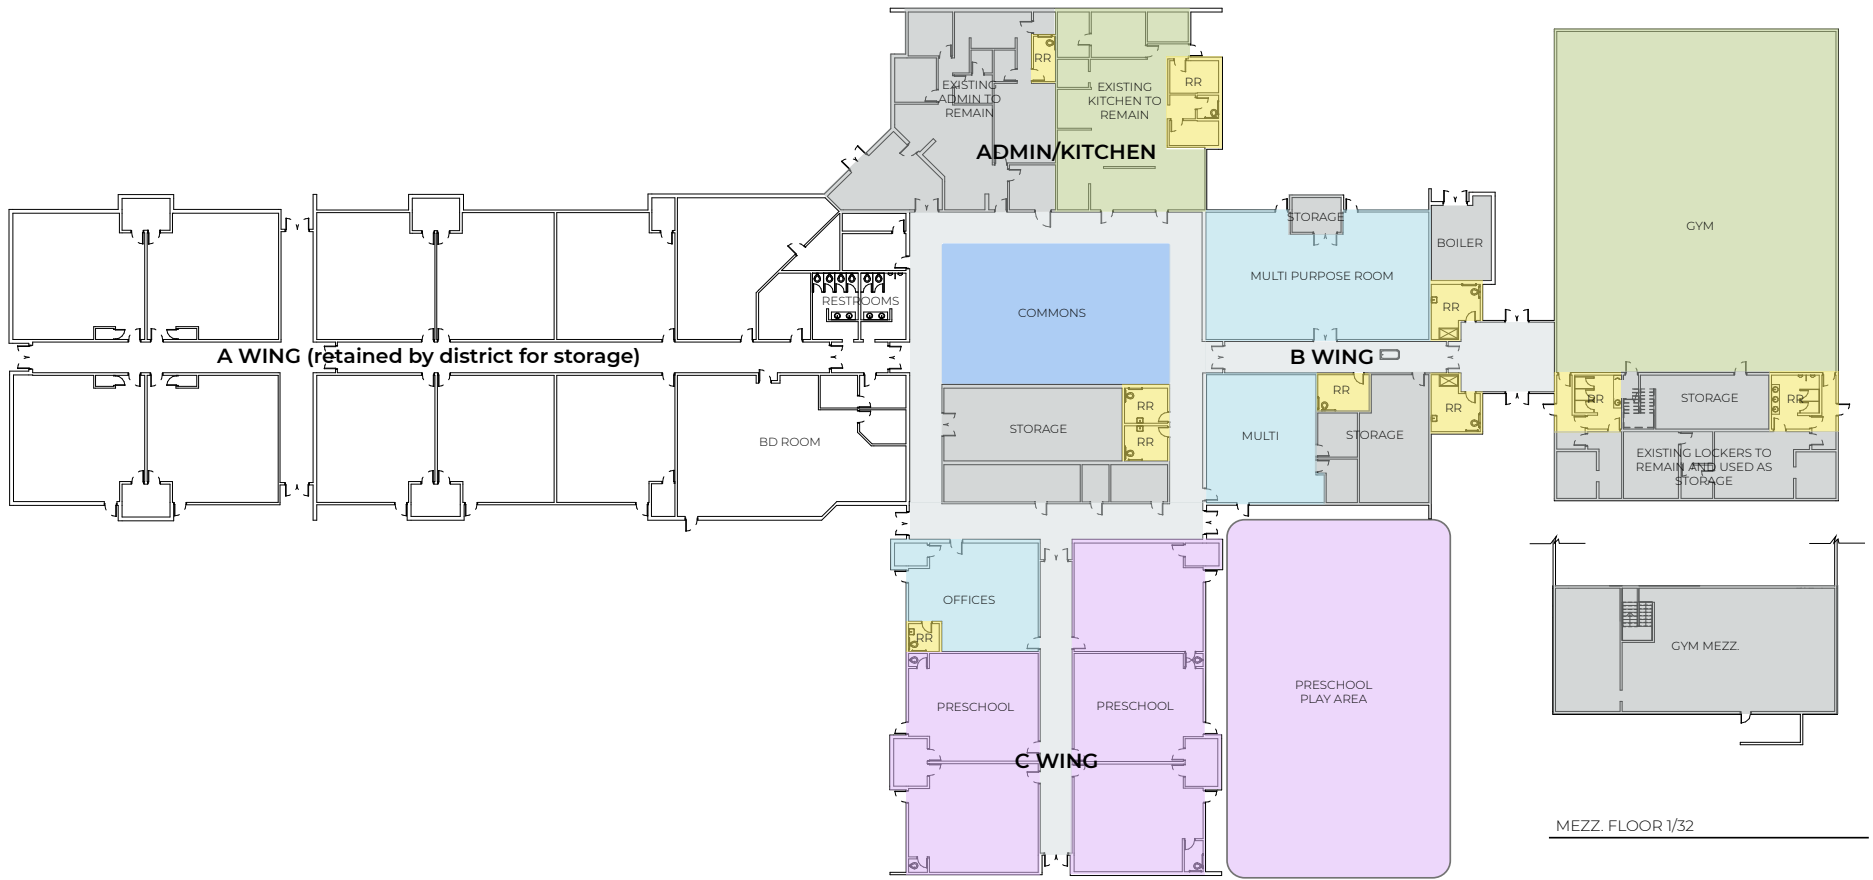 RR
EXISTING
ADMIN TO
REMAIN
EXISTING
KITCHEN TO
REMAIN
RR
ADMIN/KITCHEN
STORAGE
BOILER
GYM
MULTI PURPOSE ROOM
RESTROOMS
COMMONS
RR
A WING (retained by district for storage)
B WING
RR
RR
RR
STORAGE
RR
RR
STORAGE
RR
BD ROOM
RR
MULTI
STORAGE
EXISTING LOCKERS TO
REMAIN AND USED AS
STORAGE
OFFICES
RR
GYM MEZZ.
PRESCHOOL
PRESCHOOL
PRESCHOOL
PLAY AREA
C WING
MEZZ. FLOOR 1/32